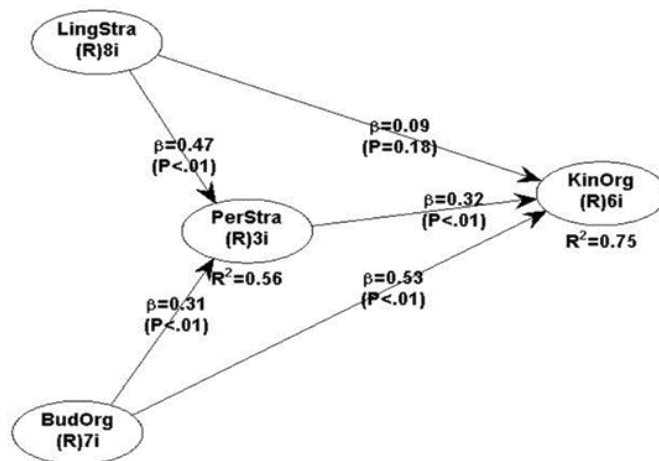 LingStra
(R)8i
β=0.47
(P<.01)
β=0.09
(P=0.18)
KinOrg
(R)6i
R²=0.75
PerStra
(R)3i
R²=0.56
β=0.32
(P<.01)
β=0.31
(P<.01)
β=0.53
(P<.01)
BudOrg
(R)7i